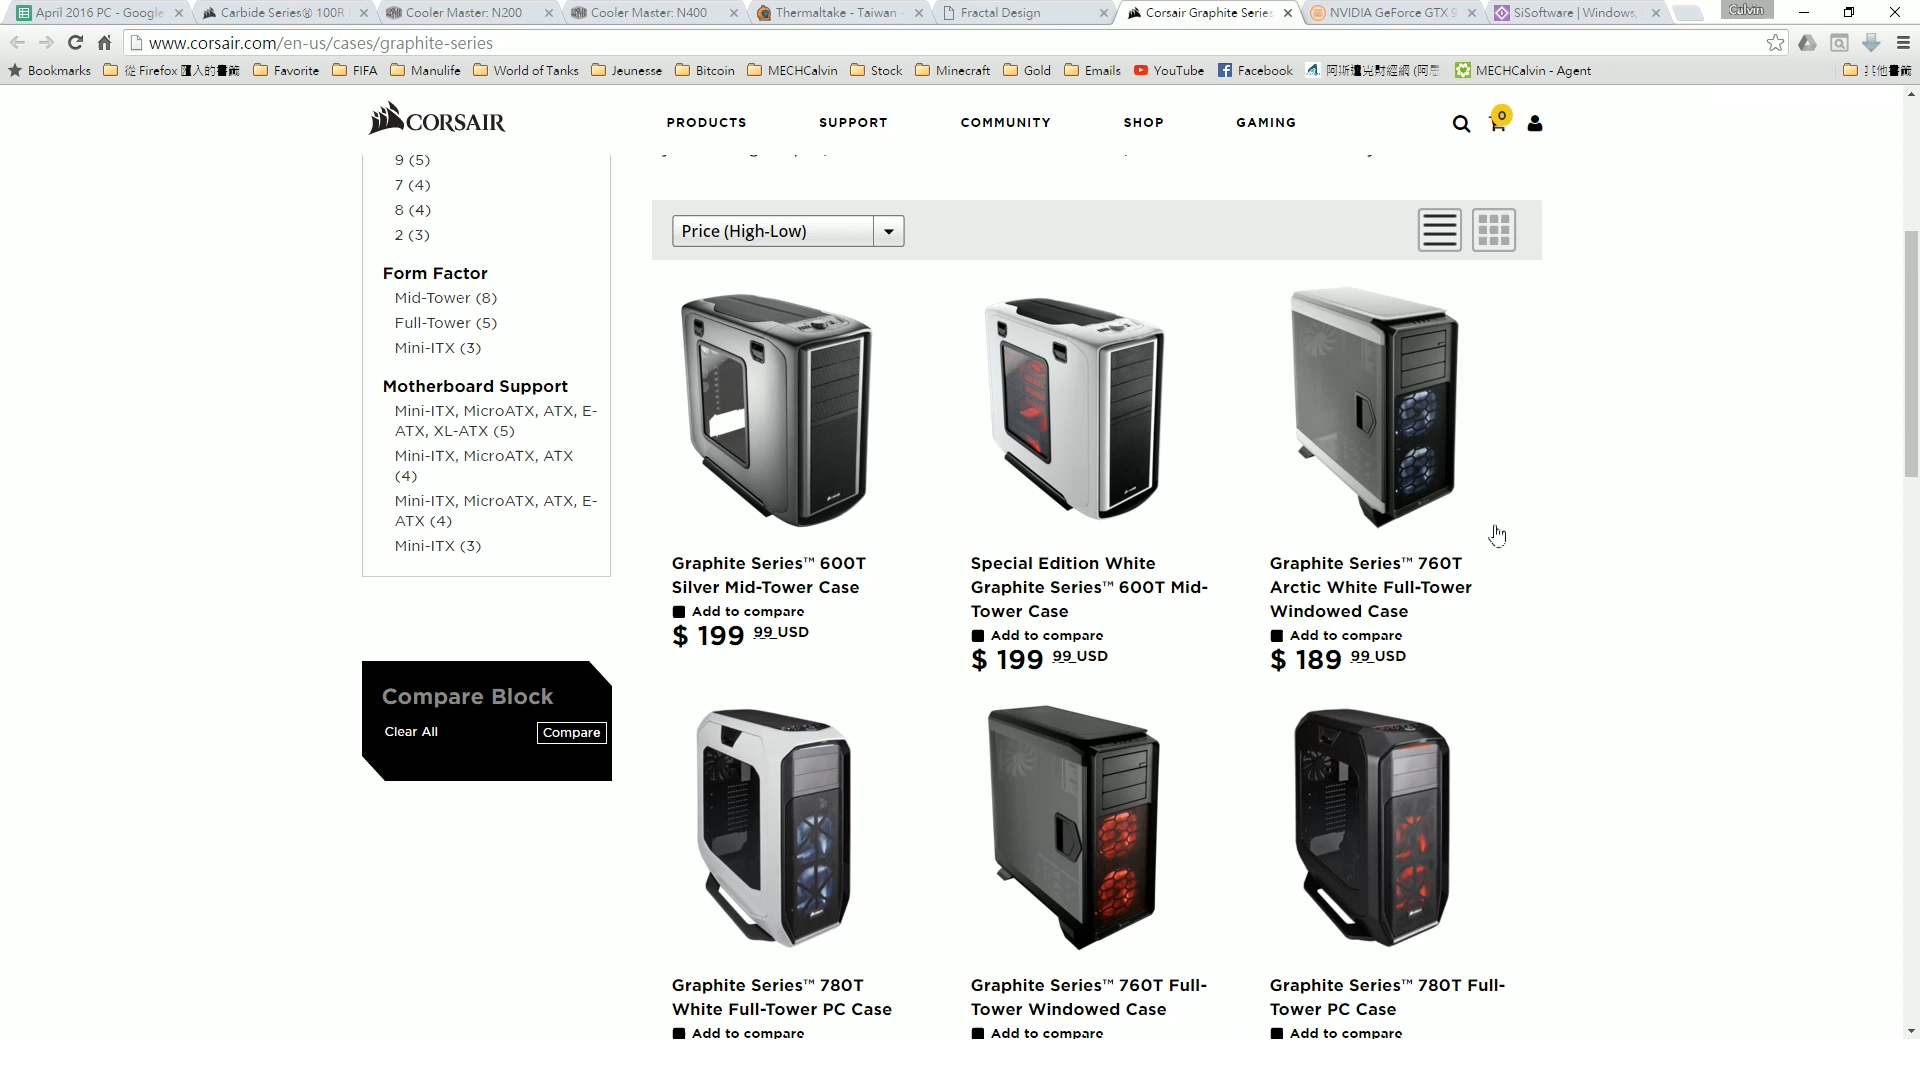 April 2016 PC - Google
Carbide Series® 100R
Cooler Master: N200
Cooler Master: N400
Thermaltake - Taiwan -
Fractal Design
Corsair Graphite Series
NVIDIA GeForce GTX 9
SiSoftware | Windows,
Calvin
www.corsair.com/en-us/cases/graphite-series
Bookmarks
從 Firefox 匯入的書籤
Favorite
FIFA
Manulife
World of Tanks
Jeunesse
Bitcoin
MECHCalvin
Stock
Minecraft
Gold
Emails
YouTube
Facebook
MECHCalvin - Agent
其他書籤
CORSAIR
PRODUCTS
SUPPORT
COMMUNITY
SHOP
GAMING
0
9 (5)
7 (4)
8 (4)
2 (3)
Form Factor
Mid-Tower (8)
Full-Tower (5)
Mini-ITX (3)
Motherboard Support
Mini-ITX, MicroATX, ATX, E-
ATX, XL-ATX (5)
Mini-ITX, MicroATX, ATX
(4)
Mini-ITX, MicroATX, ATX, E-
ATX (4)
Mini-ITX (3)
Compare Block
Clear All
Compare
Price (High-Low)
Graphite Series™ 600T
Silver Mid-Tower Case
Add to compare
$ 199 99 USD
Special Edition White
Graphite Series™ 600T Mid-
Tower Case
Add to compare
$ 199 99 USD
Graphite Series™ 760T
Arctic White Full-Tower
Windowed Case
Add to compare
$ 189 99 USD
Graphite Series™ 780T
White Full-Tower PC Case
Add to compare
Graphite Series™ 760T Full-
Tower Windowed Case
Add to compare
Graphite Series™ 780T Full-
Tower PC Case
Add to compare